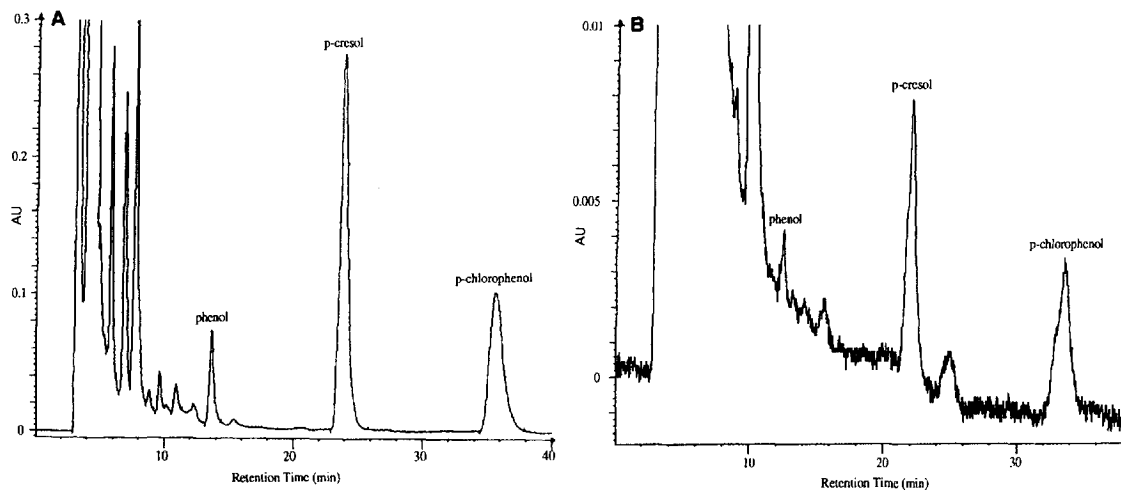 A
0.3
0.2
0.1
0
AU
phenol
p-cresol
p-chlorophenol
10
20
30
40
Retention Time (min)
B
0.01
0.005
0
AU
phenol
p-cresol
p-chlorophenol
10
20
30
Retention Time (min)